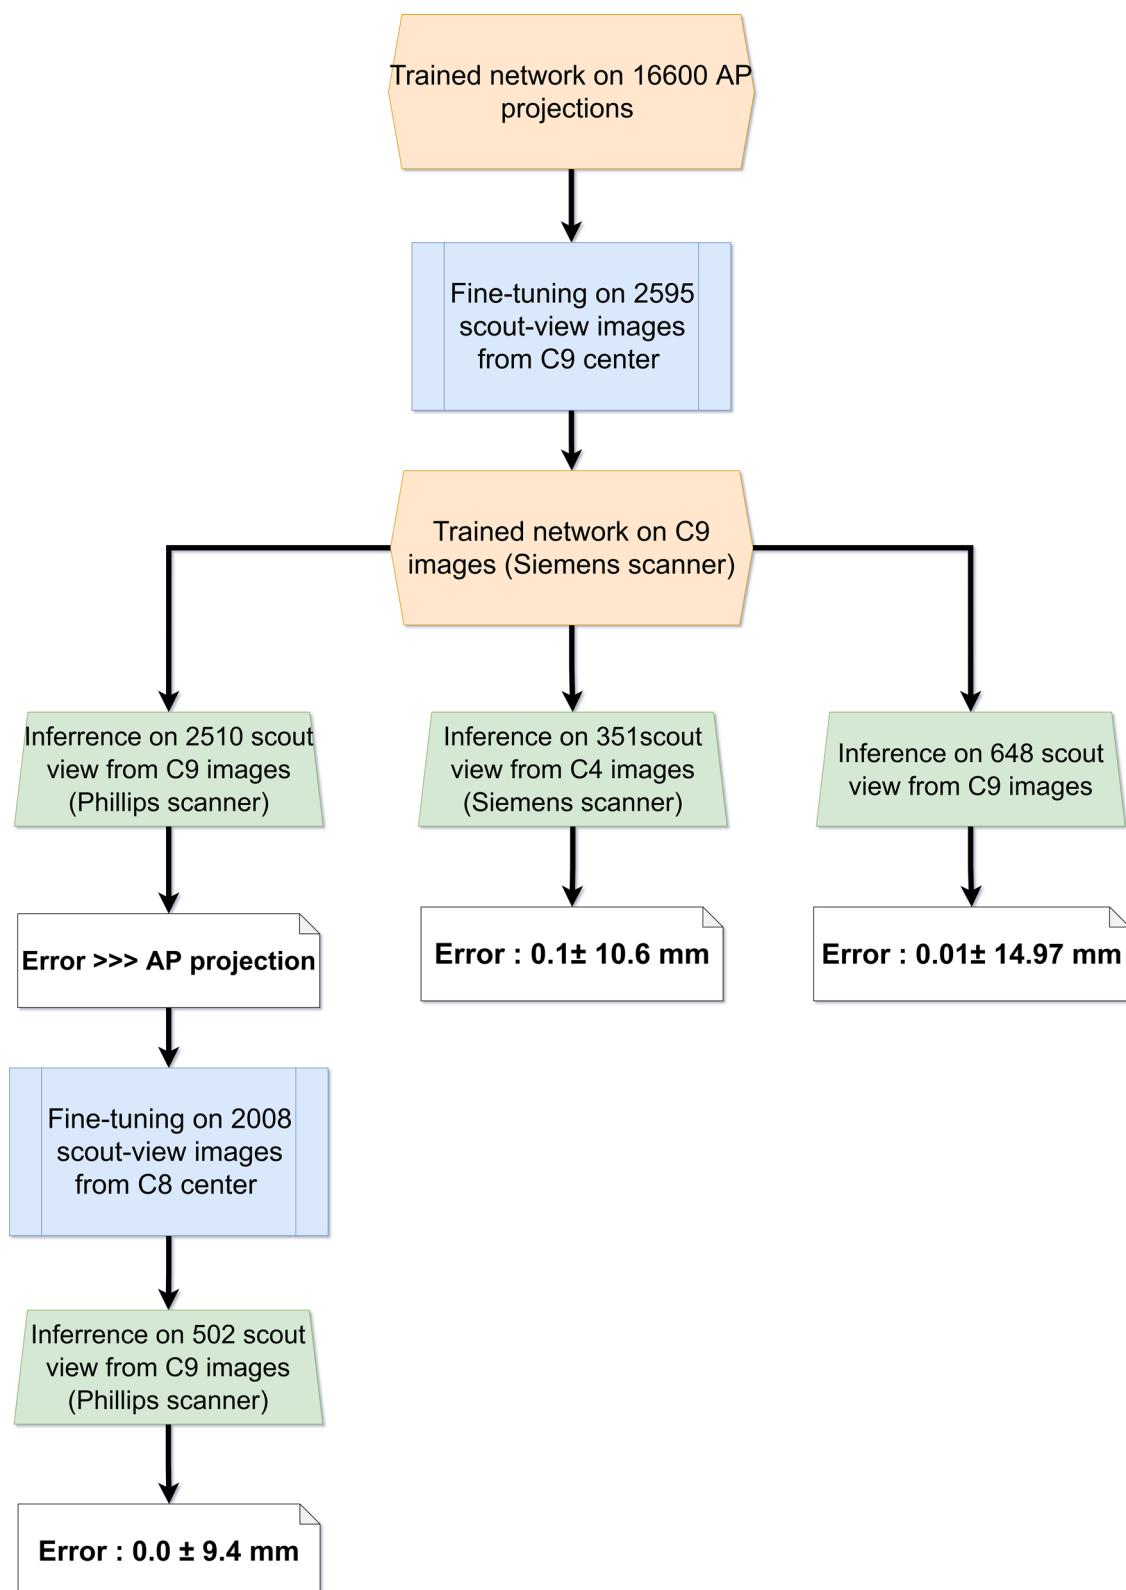 Trained network on 16600 AP
projections
Fine-tuning on 2595
scout-view images
from C9 center
Trained network on C9
images (Siemens scanner)
Inferrence on 2510 scout
view from C9 images
(Phillips scanner)
Inference on 351scout
view from C4 images
(Siemens scanner)
Inference on 648 scout
view from C9 images
Error >>> AP projection
Error : 0.1± 10.6 mm
Error : 0.01± 14.97 mm
Fine-tuning on 2008
scout-view images
from C8 center
Inferrence on 502 scout
view from C9 images
(Phillips scanner)
Error : 0.0 ± 9.4 mm